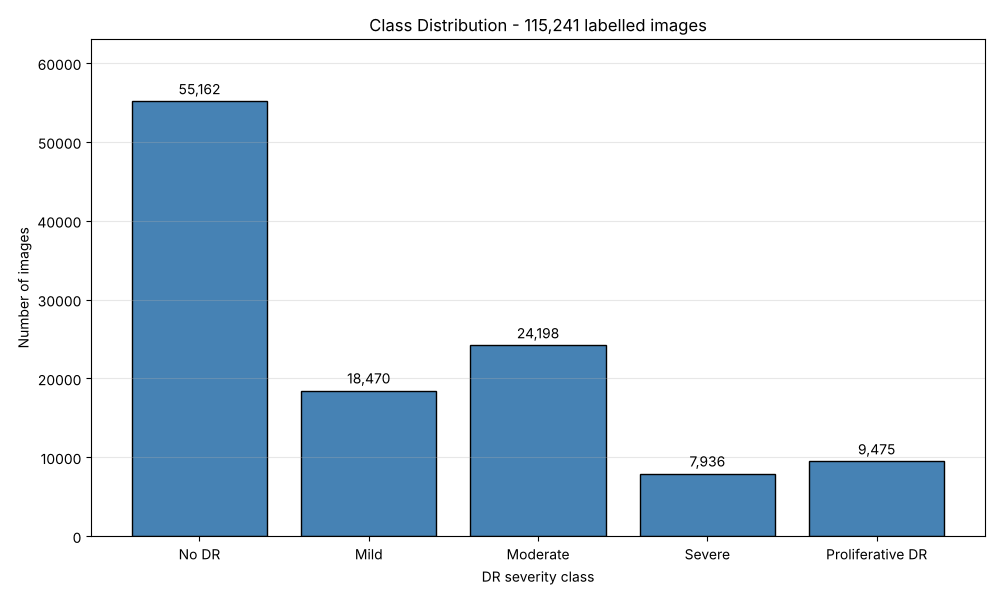 Class Distribution - 115,241 labelled images
Number of images
60000
50000
40000
30000
20000
10000
0
55,162
18,470
24,198
7,936
9,475
No DR
Mild
Moderate
Severe
Proliferative DR
DR severity class